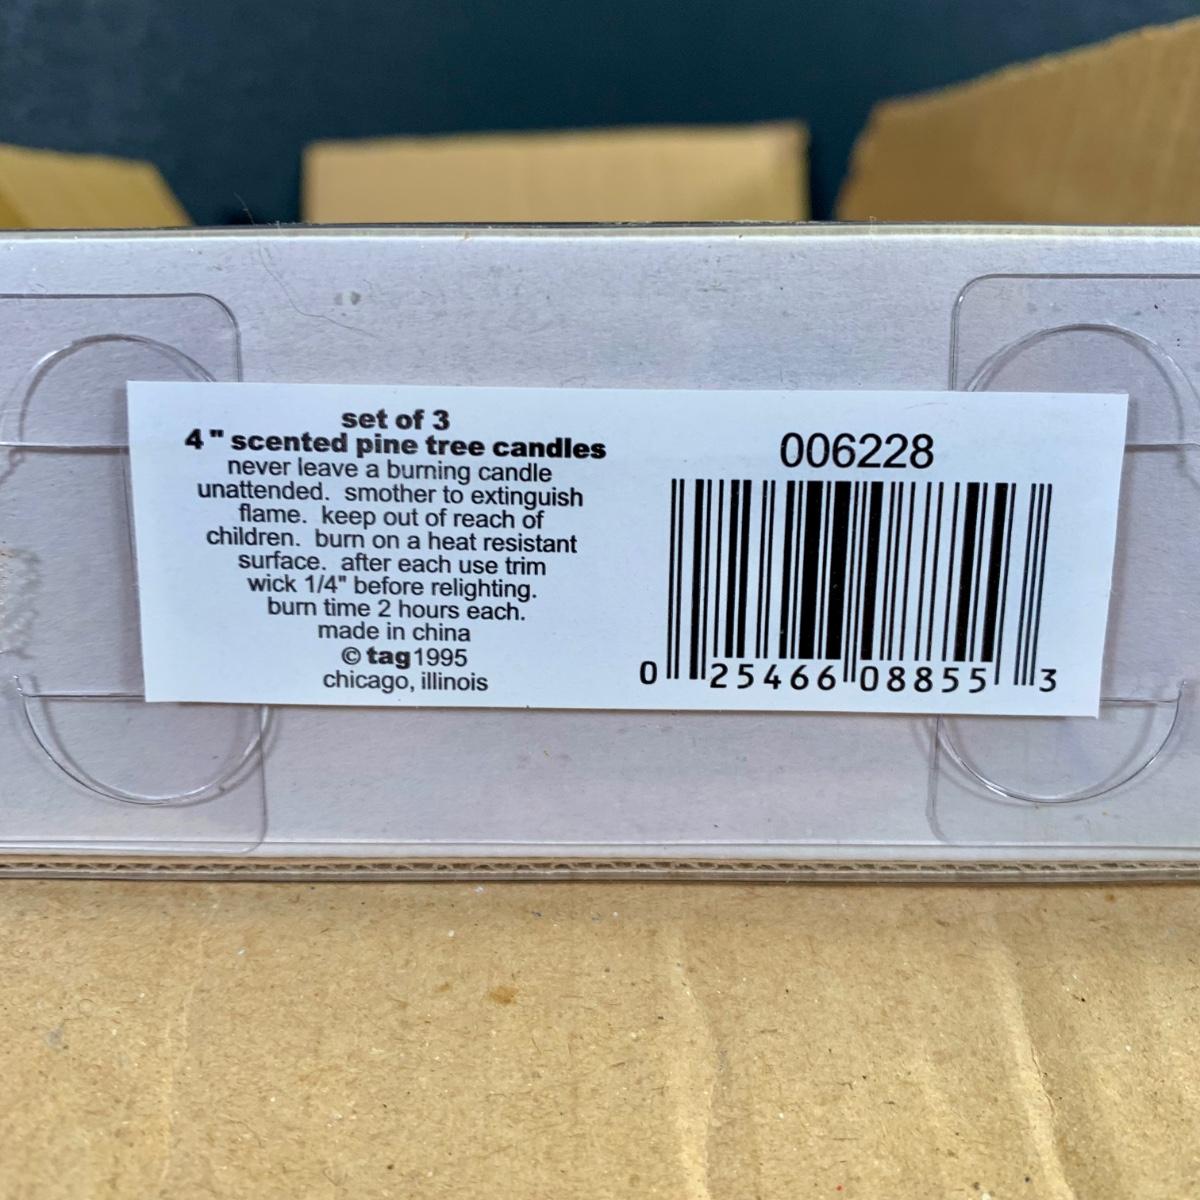 set of 3
4 " scented pine tree candles
never leave a burning candle
unattended. smother to extinguish
flame. keep out of reach of
children. burn on a heat resistant
surface. after each use trim
wick 1/4" before relighting.
burn time 2 hours each.
made in china
© tag 1995
chicago, illinois
006228
0 25466 08855 3